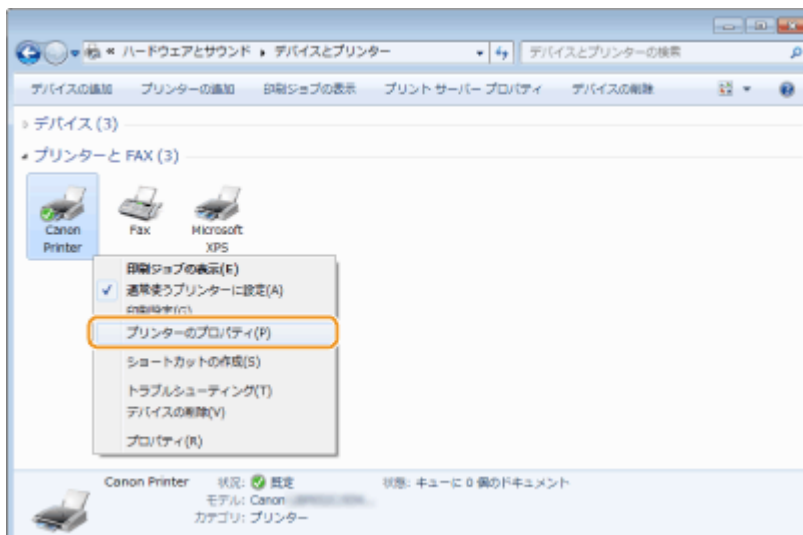 « ハードウェアとサウンド ▸ デバイスとプリンター
デバイスとプリンターの検索
デバイスの追加 プリンターの追加 印刷ジョブの表示 プリント サーバー プロパティ デバイスの削除
デバイス (3)
プリンターと FAX (3)
Canon
Printer
Fax
Microsoft
XPS
印刷ジョブの表示(E)
通常使うプリンターに設定(A)
印刷設定(G)
プリンターのプロパティ(P)
ショートカットの作成(S)
トラブルシューティング(T)
デバイスの削除(V)
プロパティ(R)
Canon Printer 状況: 既定 状態: キューに 0 個のドキュメント
モデル: Canon
カテゴリ: プリンター